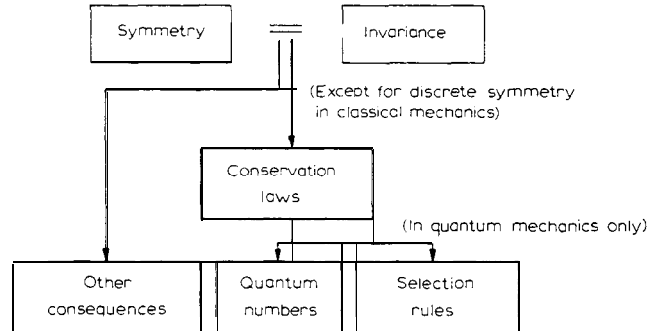 Symmetry
Invariance
(Except for discrete symmetry
in classical mechanics)
Conservation
laws
(In quantum mechanics only)
Other
consequences
Quantum
numbers
Selection
rules